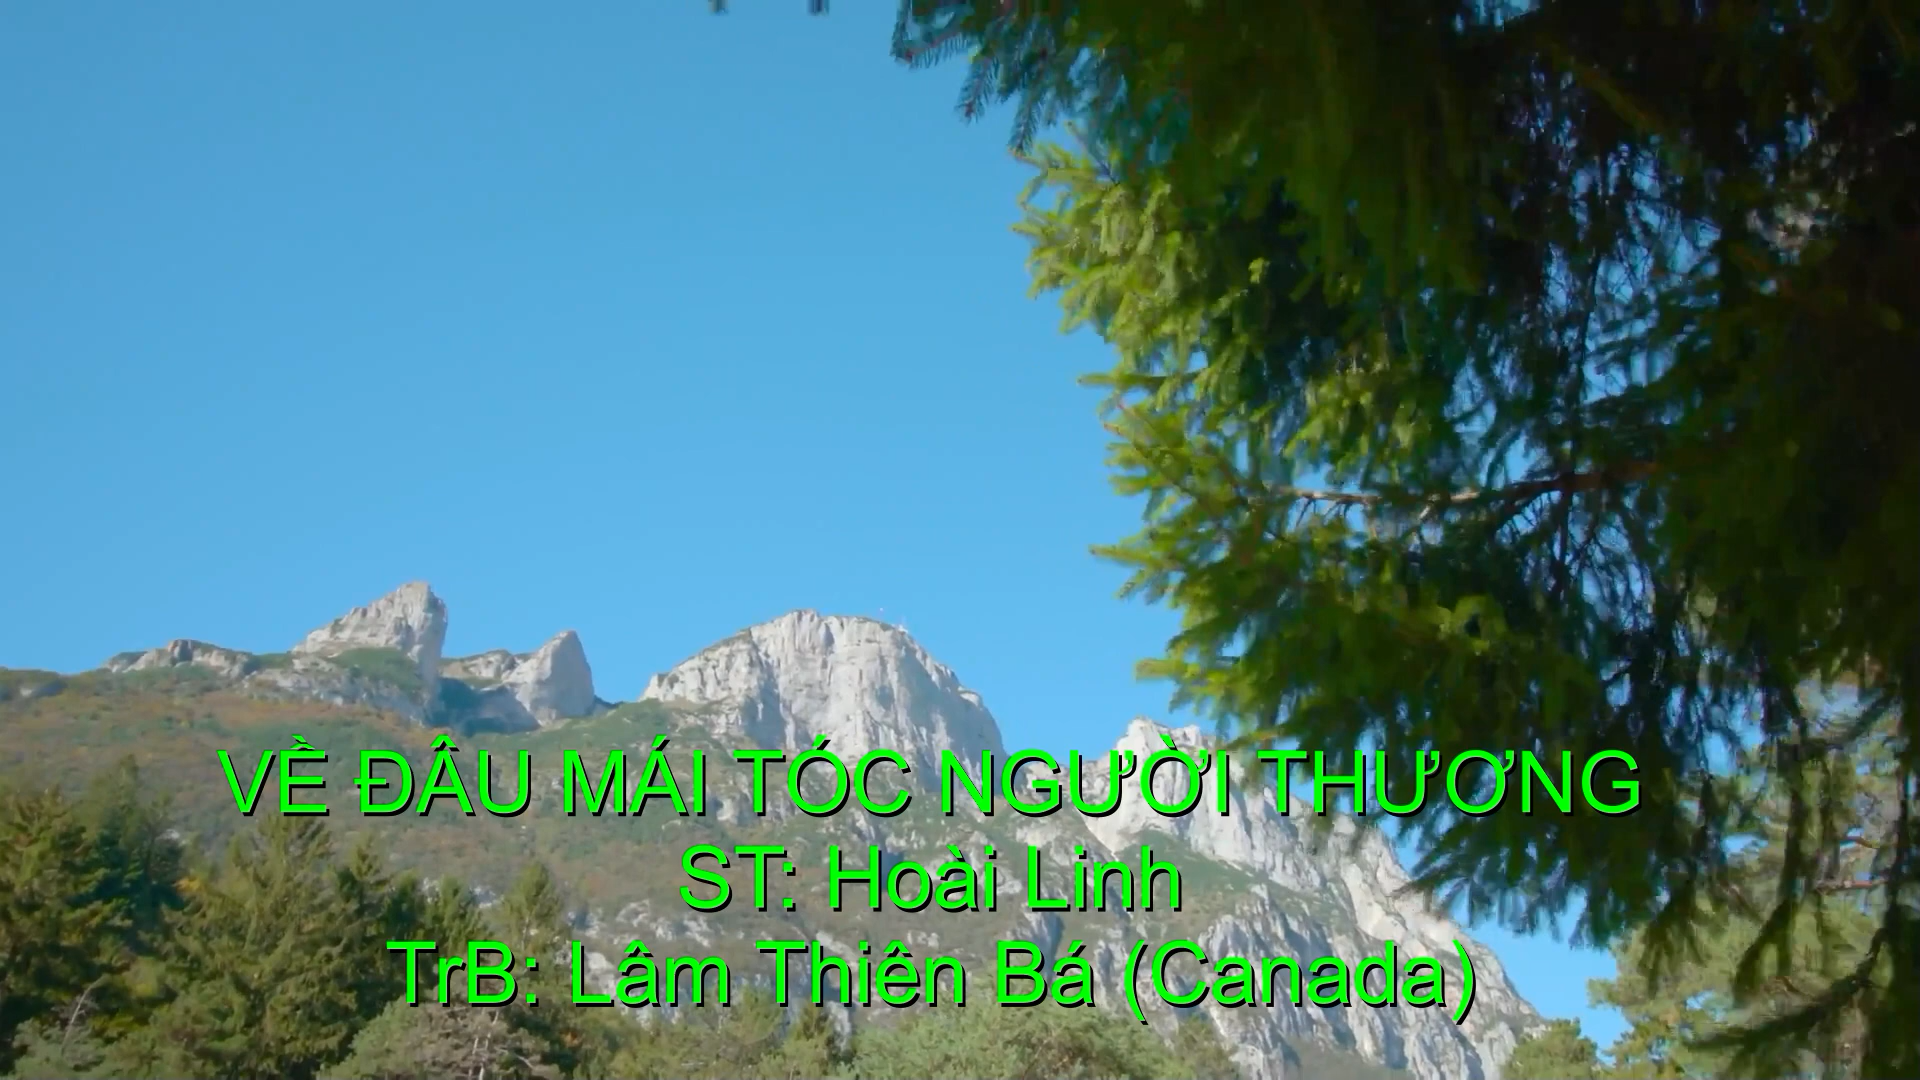 VỀ ĐÂU MÁI TÓC NGƯỜI THƯƠNG
ST: Hoài Linh
TrB: Lâm Thiên Bá (Canada)